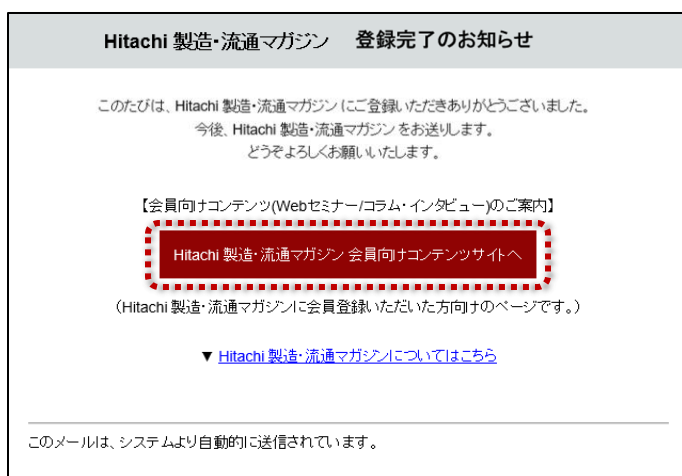 Hitachi 製造・流通マガジン　登録完了のお知らせ
このたびは、Hitachi 製造・流通マガジン にご登録いただきありがとうございました。
今後、Hitachi 製造・流通マガジン をお送りします。
どうぞよろしくお願いいたします。
【会員向けコンテンツ(Webセミナー/コラム・インタビュー)のご案内】
Hitachi 製造・流通マガジン 会員向けコンテンツサイトへ
（Hitachi 製造・流通マガジンに会員登録いただいた方向けのページです。）
▼ Hitachi 製造・流通マガジンについてはこちら
このメールは、システムより自動的に送信されています。